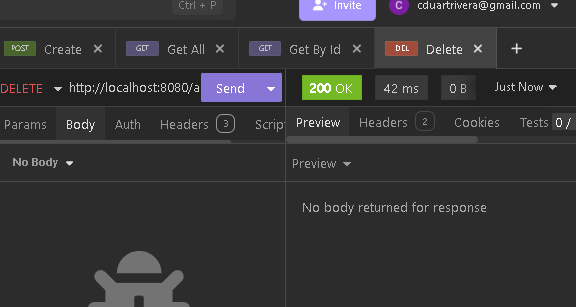 Ctrl + P
Invite
C cduartrivera@gmail.com
POST Create GET Get All GET Get By Id DEL Delete
DELETE http://localhost:8080/a Send 200 OK 42 ms 0 B Just Now
Params Body Auth Headers 3 Script Preview Headers 2 Cookies Tests 0 /
No Body Preview
No body returned for response